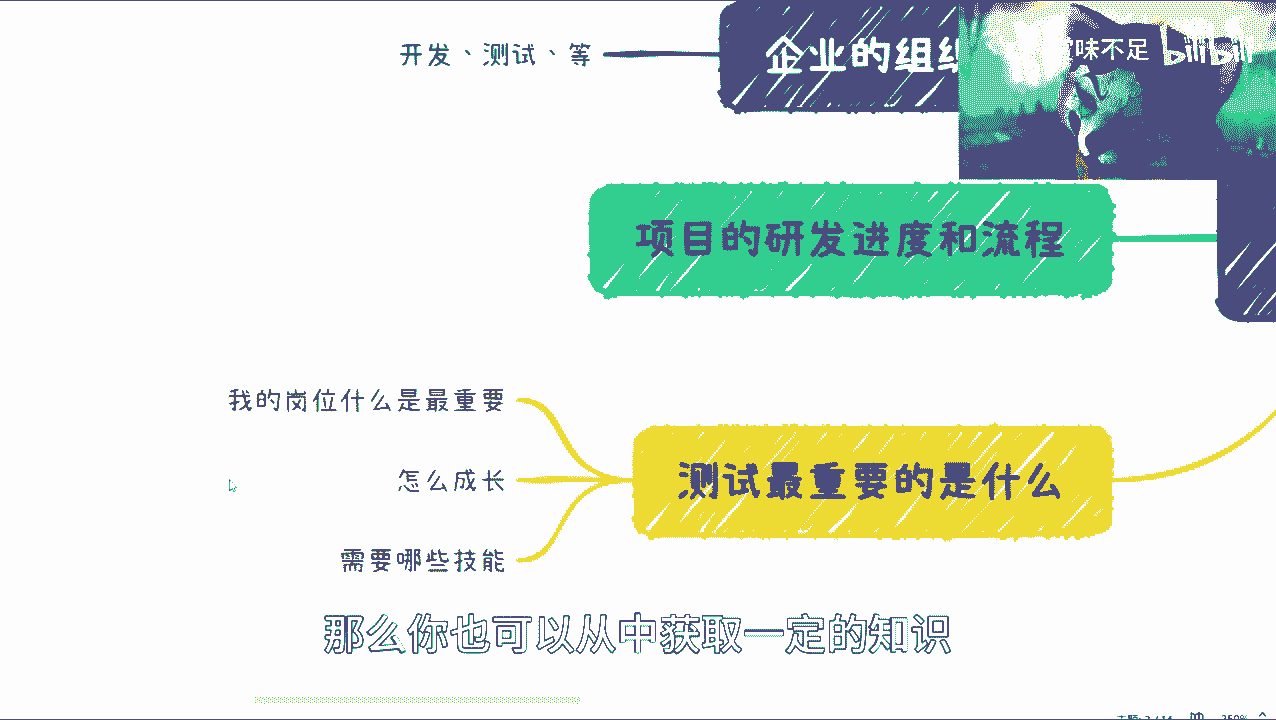 开发、测试、等
企业的组织
赏味不足 bilibili
项目的研发进度和流程
我的岗位什么是最重要
怎么成长
需要哪些技能
测试最重要的是什么
那么你也可以从中获取一定的知识